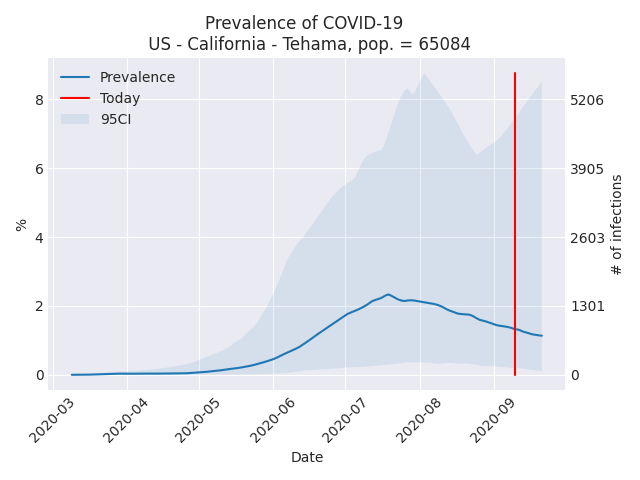 Prevalence of COVID-19
US - California - Tehama, pop. = 65084
Prevalence
Today
95CI
8
6
4
2
0
%
5206
3905
2603
1301
0
# of infections
2020-03
2020-04
2020-05
2020-06
2020-07
2020-08
2020-09
Date